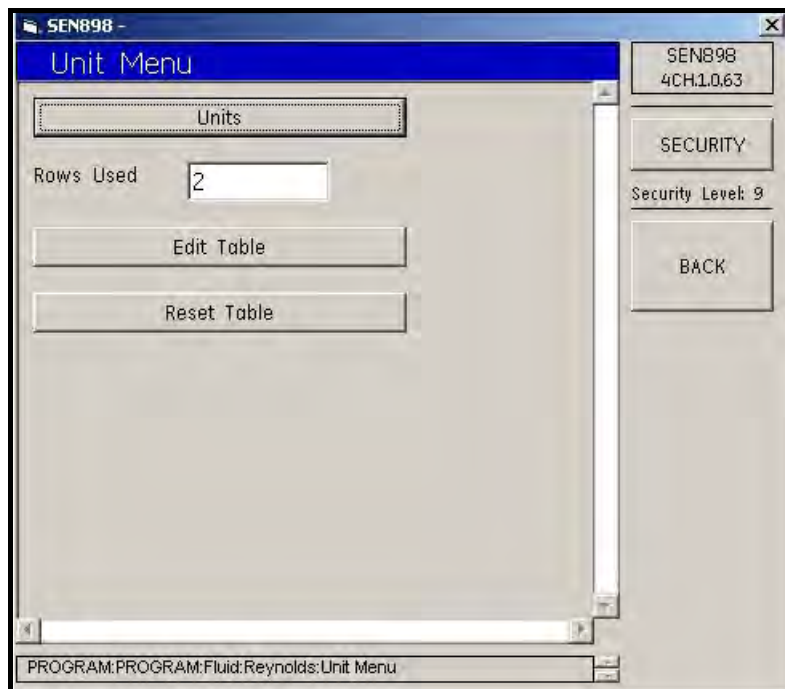 SEN898 -
Unit Menu
Units
Rows Used 2
Edit Table
Reset Table
SEN898
4CH.1.0.63
SECURITY
Security Level: 9
BACK
PROGRAM:PROGRAM:Fluid:Reynolds:Unit Menu